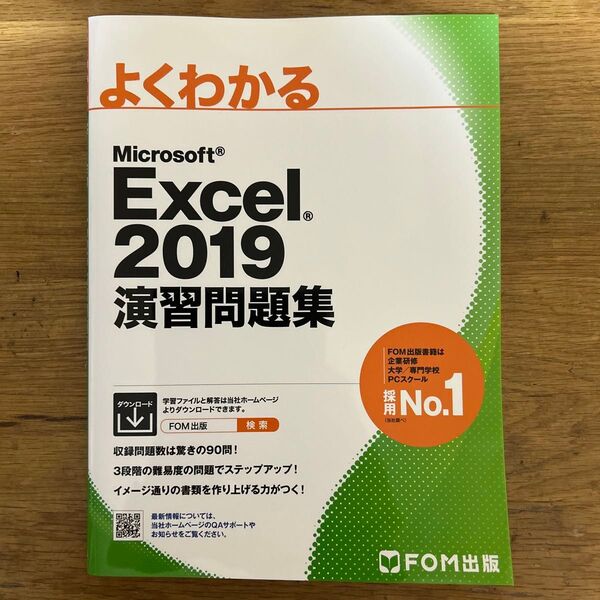 よくわかる
Microsoft®
Excel®
2019
演習問題集
FOM出版書籍は
企業研修
大学／専門学校
PCスクール
採用 No.1
(当社調べ)
ダウンロード
学習ファイルと解答は当社ホームページ
よりダウンロードできます。
FOM出版 検索
収録問題数は驚きの90問！
3段階の難易度の問題でステップアップ！
イメージ通りの書類を作り上げる力がつく！
最新情報については、
当社ホームページのQAサポートや
お知らせをご覧ください。
FOM出版